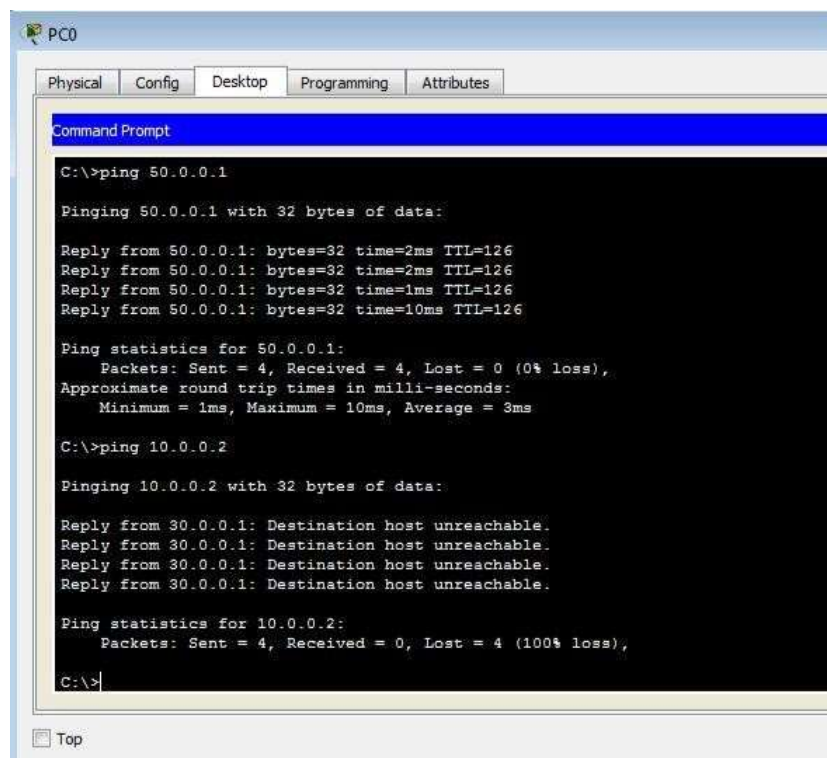 PC0
Physical Config Desktop Programming Attributes
Command Prompt
C:\>ping 50.0.0.1
Pinging 50.0.0.1 with 32 bytes of data:
Reply from 50.0.0.1: bytes=32 time=2ms TTL=126
Reply from 50.0.0.1: bytes=32 time=2ms TTL=126
Reply from 50.0.0.1: bytes=32 time=1ms TTL=126
Reply from 50.0.0.1: bytes=32 time=10ms TTL=126
Ping statistics for 50.0.0.1:
Packets: Sent = 4, Received = 4, Lost = 0 (0% loss),
Approximate round trip times in milli-seconds:
Minimum = 1ms, Maximum = 10ms, Average = 3ms
C:\>ping 10.0.0.2
Pinging 10.0.0.2 with 32 bytes of data:
Reply from 30.0.0.1: Destination host unreachable.
Reply from 30.0.0.1: Destination host unreachable.
Reply from 30.0.0.1: Destination host unreachable.
Reply from 30.0.0.1: Destination host unreachable.
Ping statistics for 10.0.0.2:
Packets: Sent = 4, Received = 0, Lost = 4 (100% loss),
C:\>
Top